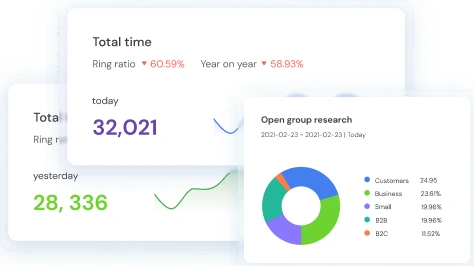 Total time
Ring ratio ▼ 60.59% Year on year ▼ 58.93%
today
32,021
Total
Ring
yesterday
28, 336
Open group research
2021-02-23 ~ 2021-02-23 | Today
Customers 24.95
Business 23.61%
Small 19.96%
B2B 19.96%
B2C 11.52%